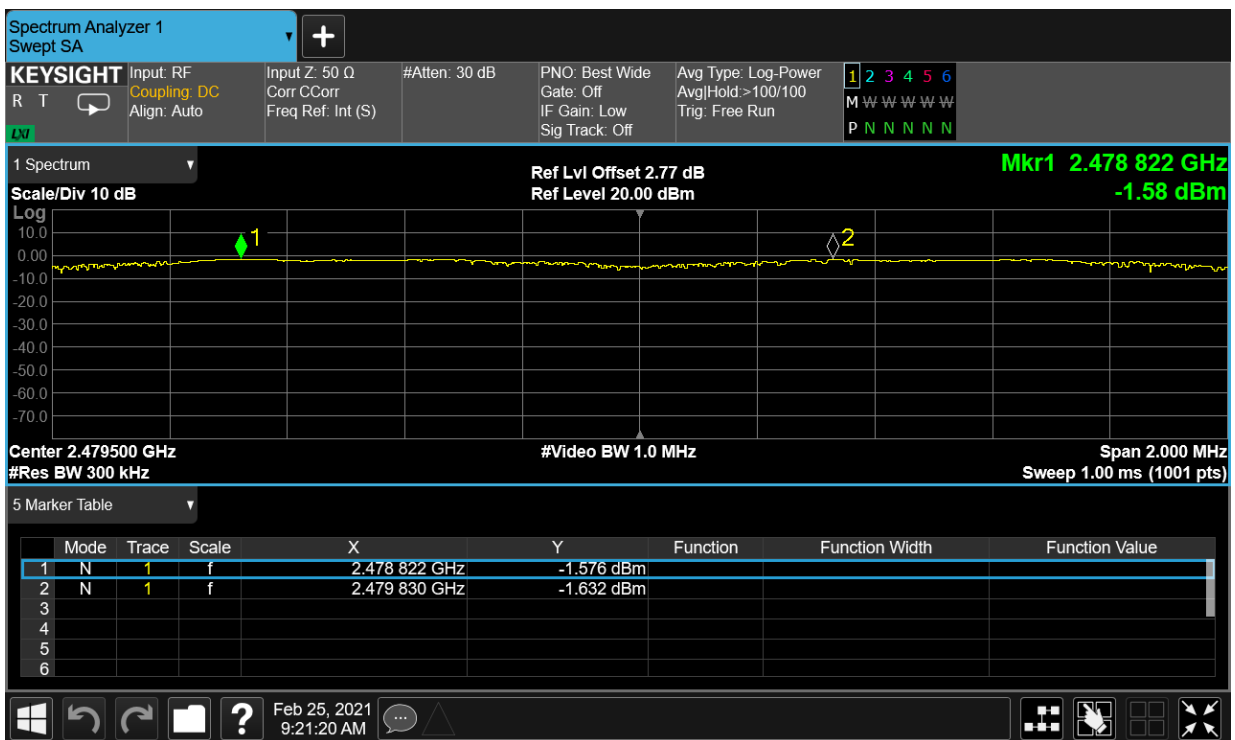 Spectrum Analyzer 1
Swept SA
KEYSIGHT
R T
LXI
Input: RF
Coupling: DC
Align: Auto
Input Z: 50 Ω
Corr CCorr
Freq Ref: Int (S)
#Atten: 30 dB
PNO: Best Wide
Gate: Off
IF Gain: Low
Sig Track: Off
Avg Type: Log-Power
Avg|Hold:>100/100
Trig: Free Run
1 2 3 4 5 6
M W W W W W
P N N N N N
1 Spectrum
Scale/Div 10 dB
Ref Lvl Offset 2.77 dB
Ref Level 20.00 dBm
Mkr1 2.478 822 GHz
-1.58 dBm
Log
10.0
0.00
-10.0
-20.0
-30.0
-40.0
-50.0
-60.0
-70.0
1
2
Center 2.479500 GHz
#Res BW 300 kHz
#Video BW 1.0 MHz
Span 2.000 MHz
Sweep 1.00 ms (1001 pts)
5 Marker Table
Mode Trace Scale X Y Function Function Width Function Value
1 N 1 f 2.478 822 GHz -1.576 dBm
2 N 1 f 2.479 830 GHz -1.632 dBm
3
4
5
6
?
Feb 25, 2021
9:21:20 AM